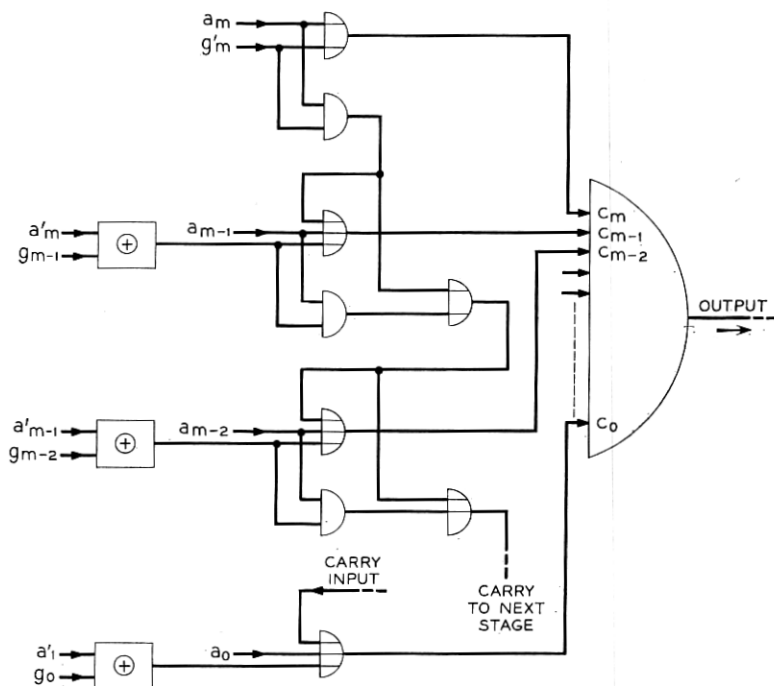 am
g'm
a'm
gm-1
am-1
Cm
Cm-1
Cm-2
OUTPUT
a'm-1
gm-2
am-2
C0
CARRY
INPUT
CARRY
TO NEXT
STAGE
a'1
g0
a0